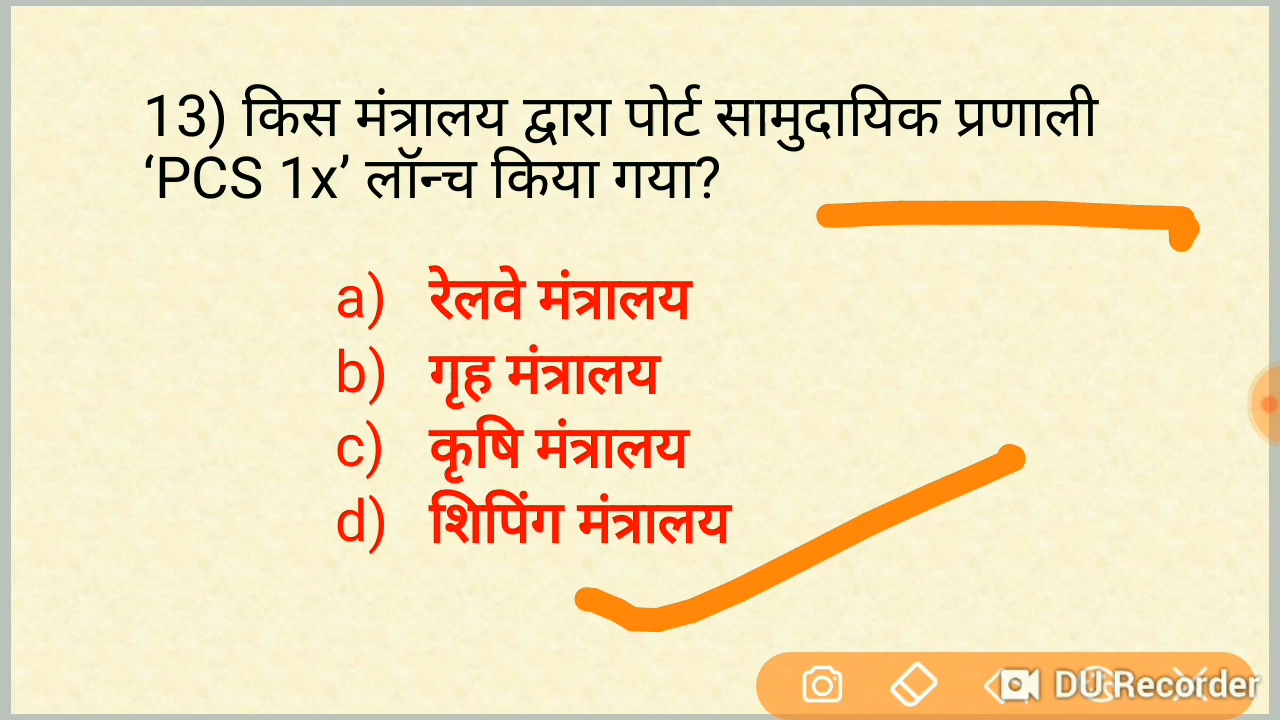 13) किस मंत्रालय द्वारा पोर्ट सामुदायिक प्रणाली
‘PCS 1x’ लॉन्च किया गया?
a) रेलवे मंत्रालय
b) गृह मंत्रालय
c) कृषि मंत्रालय
d) शिपिंग मंत्रालय
DU Recorder